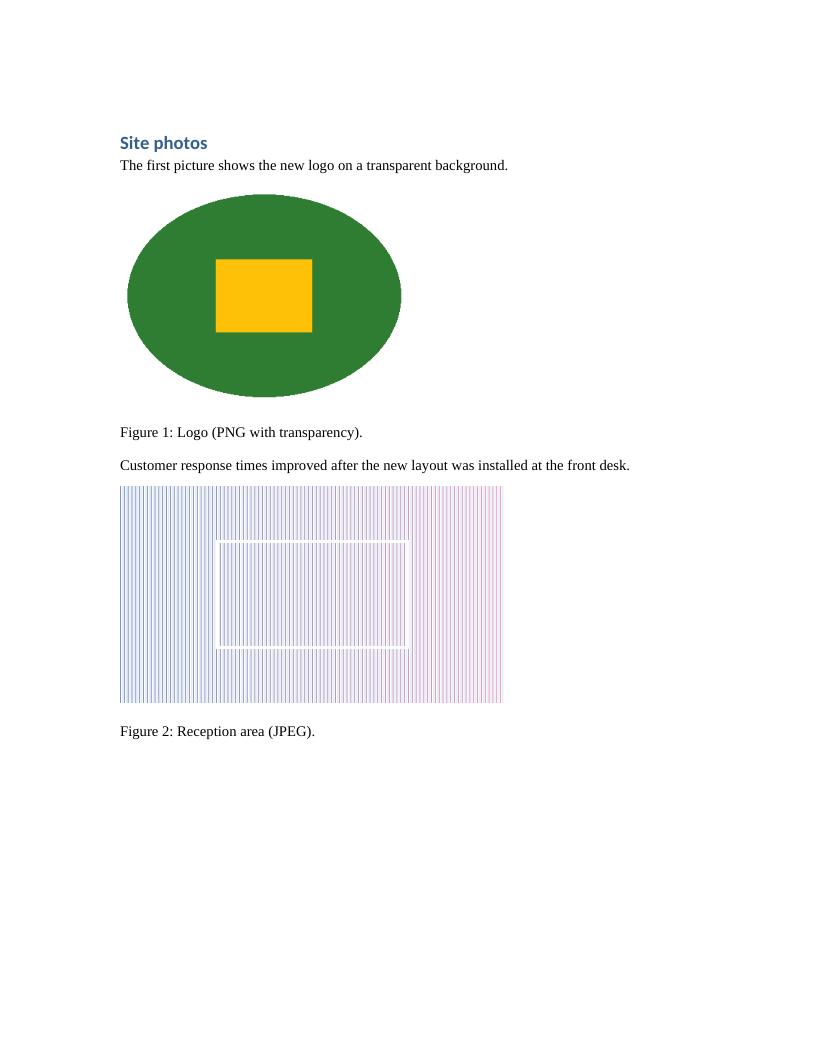 Site photos
The first picture shows the new logo on a transparent background.
Figure 1: Logo (PNG with transparency).
Customer response times improved after the new layout was installed at the front desk.
Figure 2: Reception area (JPEG).